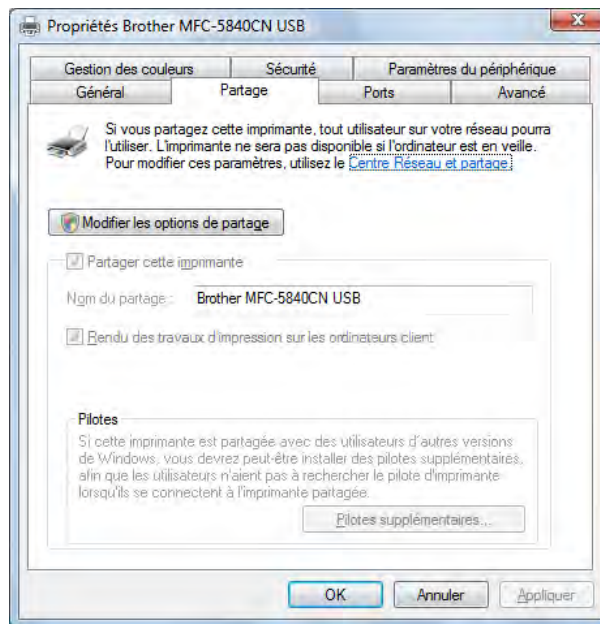 Propriétés Brother MFC-5840CN USB
Gestion des couleurs Sécurité Paramètres du périphérique
Général Partage Ports Avancé
Si vous partagez cette imprimante, tout utilisateur sur votre réseau pourra
l'utiliser. L'imprimante ne sera pas disponible si l'ordinateur est en veille.
Pour modifier ces paramètres, utilisez le Centre Réseau et partage.
Modifier les options de partage
Partager cette imprimante
Nom du partage : Brother MFC-5840CN USB
Rendu des travaux d'impression sur les ordinateurs client
Pilotes
Si cette imprimante est partagée avec des utilisateurs d'autres versions
de Windows, vous devrez peut-être installer des pilotes supplémentaires,
afin que les utilisateurs n'aient pas à rechercher le pilote d'imprimante
lorsqu'ils se connectent à l'imprimante partagée.
Pilotes supplémentaires...
OK Annuler Appliquer